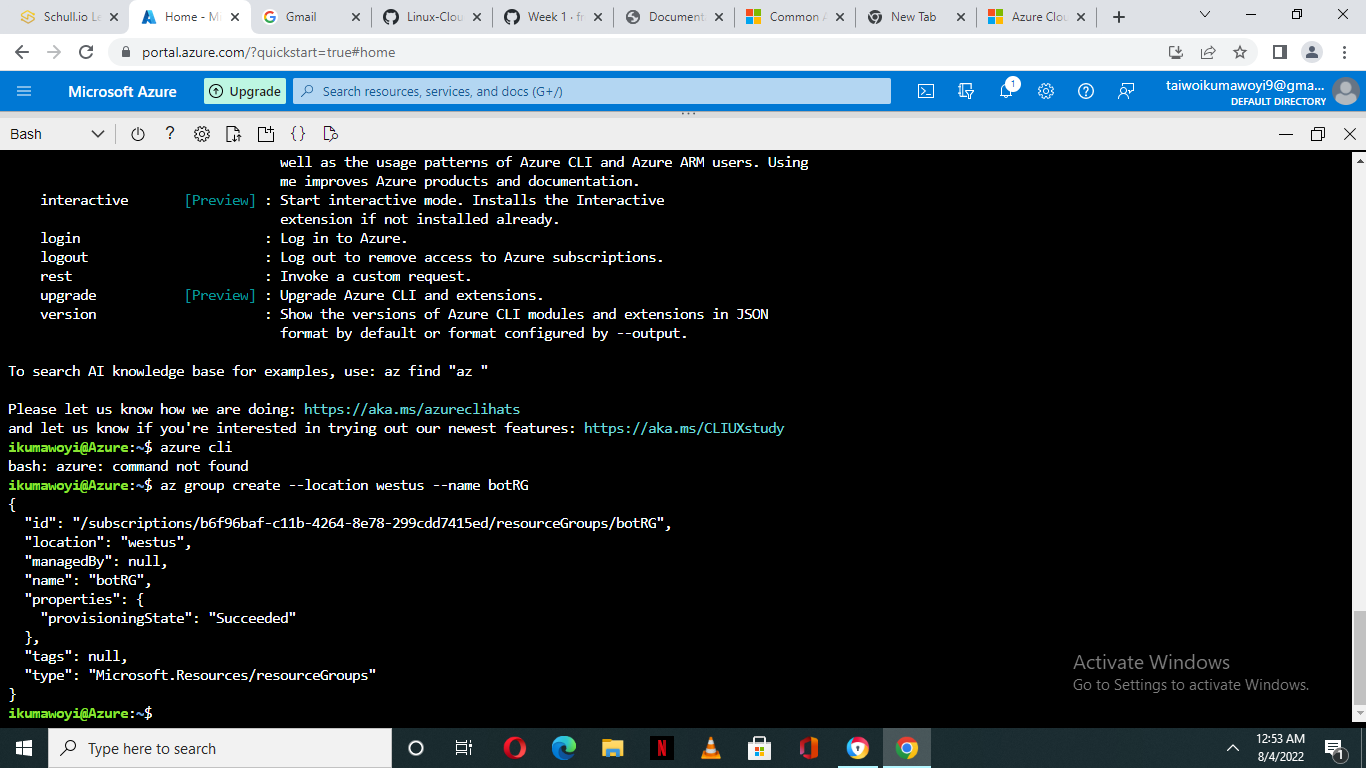 Schull.io Le
Home - Mi
Gmail
Linux-Clou
Week 1 · fr
Document
Common A
New Tab
Azure Clou
portal.azure.com/?quickstart=true#home
Microsoft Azure
Upgrade
Search resources, services, and docs (G+/)
1
taiwoikumawoyi9@gma...
DEFAULT DIRECTORY
Bash
?
{}
well as the usage patterns of Azure CLI and Azure ARM users. Using
me improves Azure products and documentation.
interactive [Preview] : Start interactive mode. Installs the Interactive
extension if not installed already.
login : Log in to Azure.
logout : Log out to remove access to Azure subscriptions.
rest : Invoke a custom request.
upgrade [Preview] : Upgrade Azure CLI and extensions.
version : Show the versions of Azure CLI modules and extensions in JSON
format by default or format configured by --output.
To search AI knowledge base for examples, use: az find "az "
Please let us know how we are doing: https://aka.ms/azureclihats
and let us know if you're interested in trying out our newest features: https://aka.ms/CLIUXstudy
ikumawoyi@Azure:~$ azure cli
bash: azure: command not found
ikumawoyi@Azure:~$ az group create --location westus --name botRG
{
"id": "/subscriptions/b6f96baf-c11b-4264-8e78-299cdd7415ed/resourceGroups/botRG",
"location": "westus",
"managedBy": null,
"name": "botRG",
"properties": {
"provisioningState": "Succeeded"
},
"tags": null,
"type": "Microsoft.Resources/resourceGroups"
}
ikumawoyi@Azure:~$
Activate Windows
Go to Settings to activate Windows.
Type here to search
N
12:53 AM
8/4/2022
1